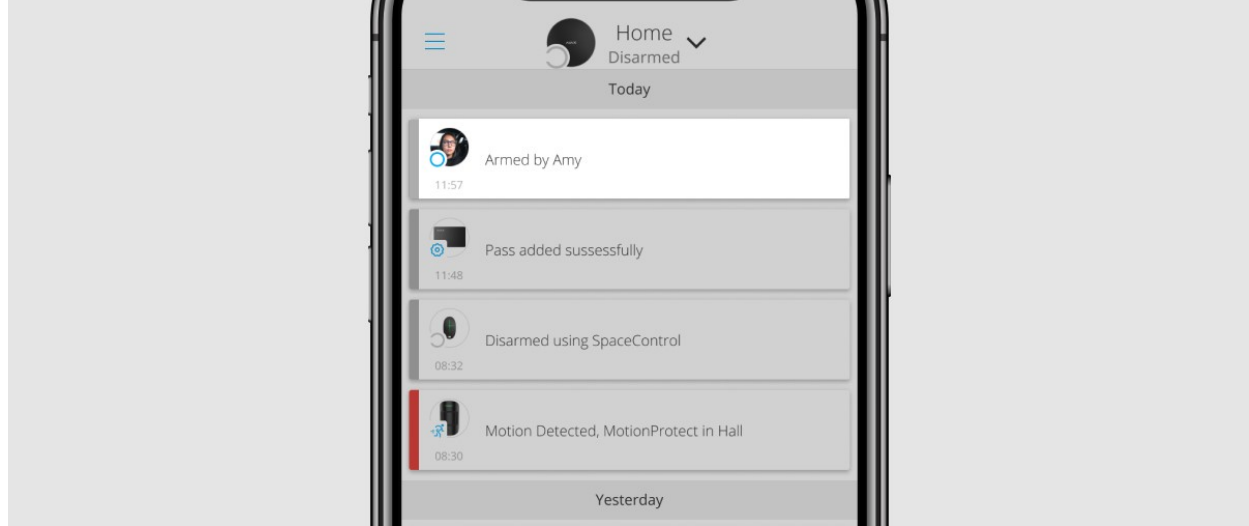 Home
Disarmed
Today
Armed by Amy
11:57
Pass added sussessfully
11:48
Disarmed using SpaceControl
08:32
Motion Detected, MotionProtect in Hall
08:30
Yesterday